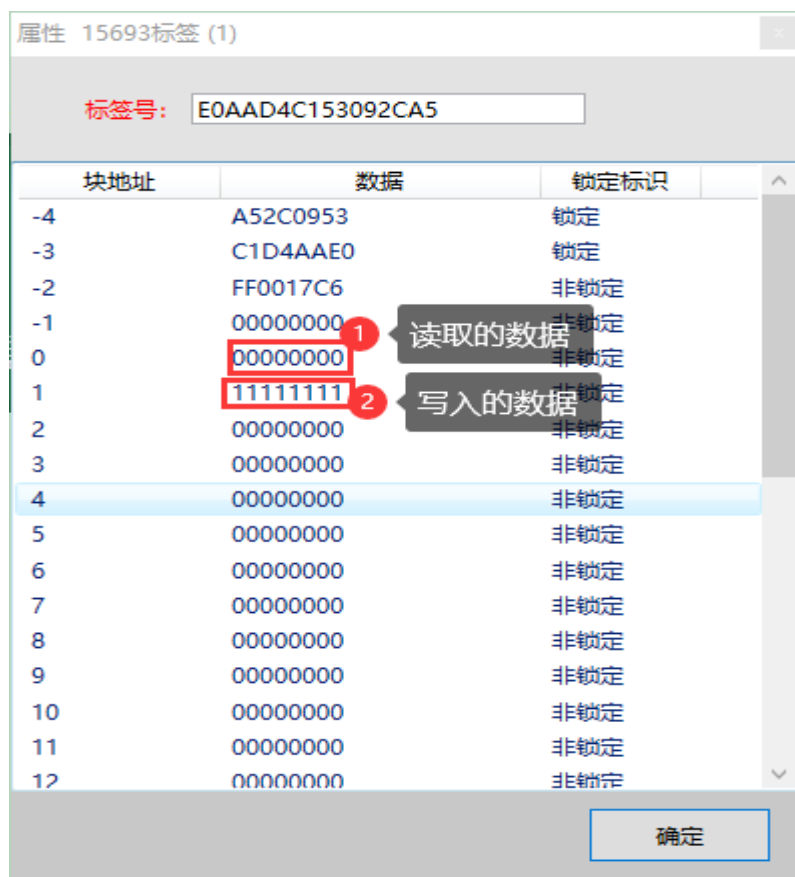 属性 15693标签 (1)
标签号： E0AAD4C153092CA5
块地址 数据 锁定标识
-4 A52C0953 锁定
-3 C1D4AAE0 锁定
-2 FF0017C6 非锁定
-1 00000000 非锁定
1 读取的数据
0 00000000 非锁定
1 11111111 非锁定
2 写入的数据
2 00000000 非锁定
3 00000000 非锁定
4 00000000 非锁定
5 00000000 非锁定
6 00000000 非锁定
7 00000000 非锁定
8 00000000 非锁定
9 00000000 非锁定
10 00000000 非锁定
11 00000000 非锁定
12 00000000 非锁定
确定